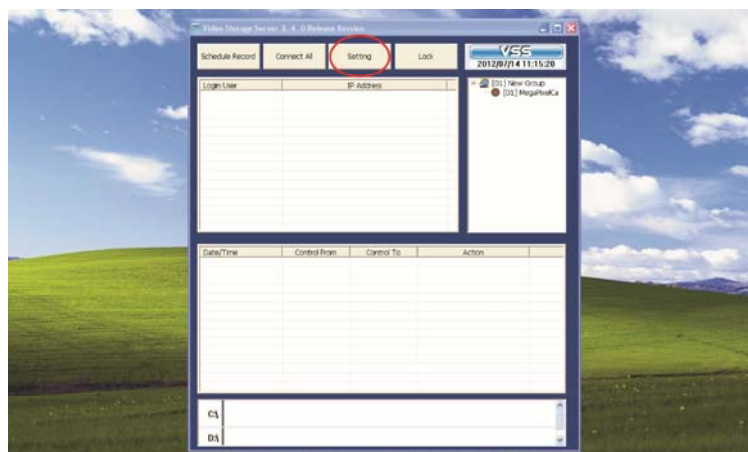 Video Storage Server 3. 4. 0 Release Version
Schedule Record Connect All Setting Lock
VSS
2012/07/14 11:15:20
Login User IP Address
[01] New Group
[01] MegaPixelCa
Date/Time Control From Control To Action
C:\
D:\